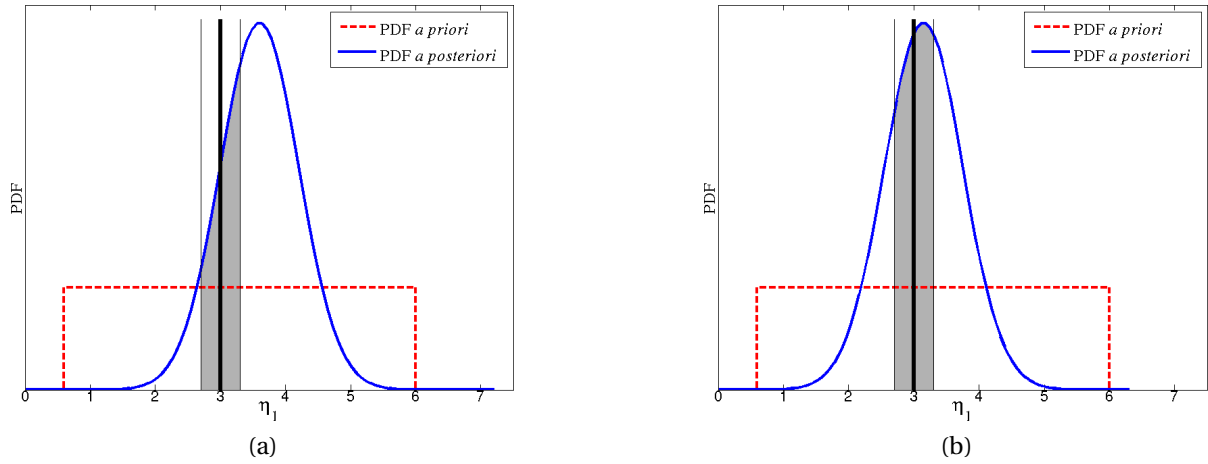 PDF a priori
PDF a posteriori
PDF
0 1 2 3 4 5 6 7
η1
(a)
PDF a priori
PDF a posteriori
PDF
0 1 2 3 4 5 6 7
η1
(b)